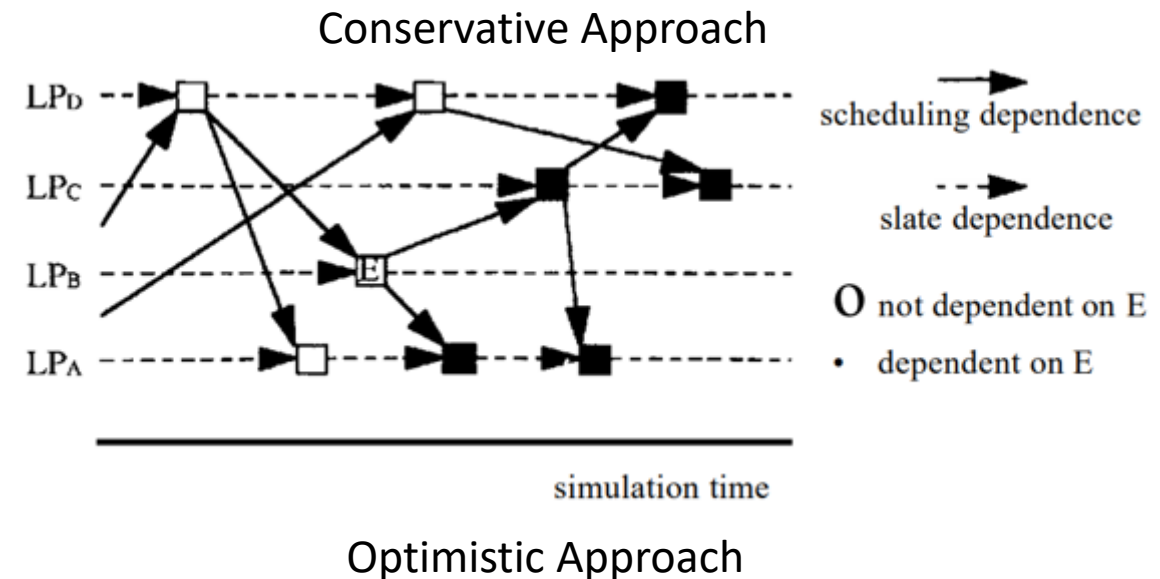 Conservative Approach
LPD
scheduling dependence
LPC
slate dependence
LPB
E
O not dependent on E
LPA
• dependent on E
simulation time
Optimistic Approach